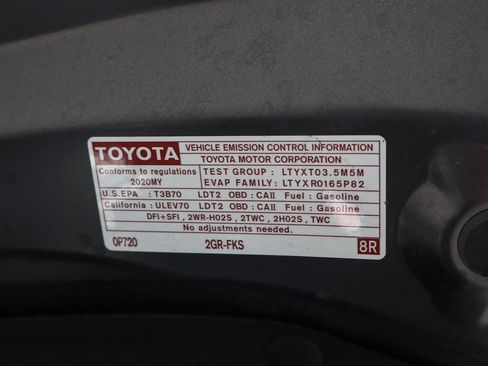 TOYOTA
VEHICLE EMISSION CONTROL INFORMATION
TOYOTA MOTOR CORPORATION
Conforms to regulations
2020MY
TEST GROUP : LTYXT03.5M5M
EVAP FAMILY: LTYXR0165P82
U.S.EPA : T3B70 LDT2 OBD : CAII Fuel : Gasoline
California : ULEV70 LDT2 OBD : CAII Fuel : Gasoline
DFI+SFI , 2WR-HO2S , 2TWC , 2HO2S , TWC
No adjustments needed.
0P720 2GR-FKS 8R